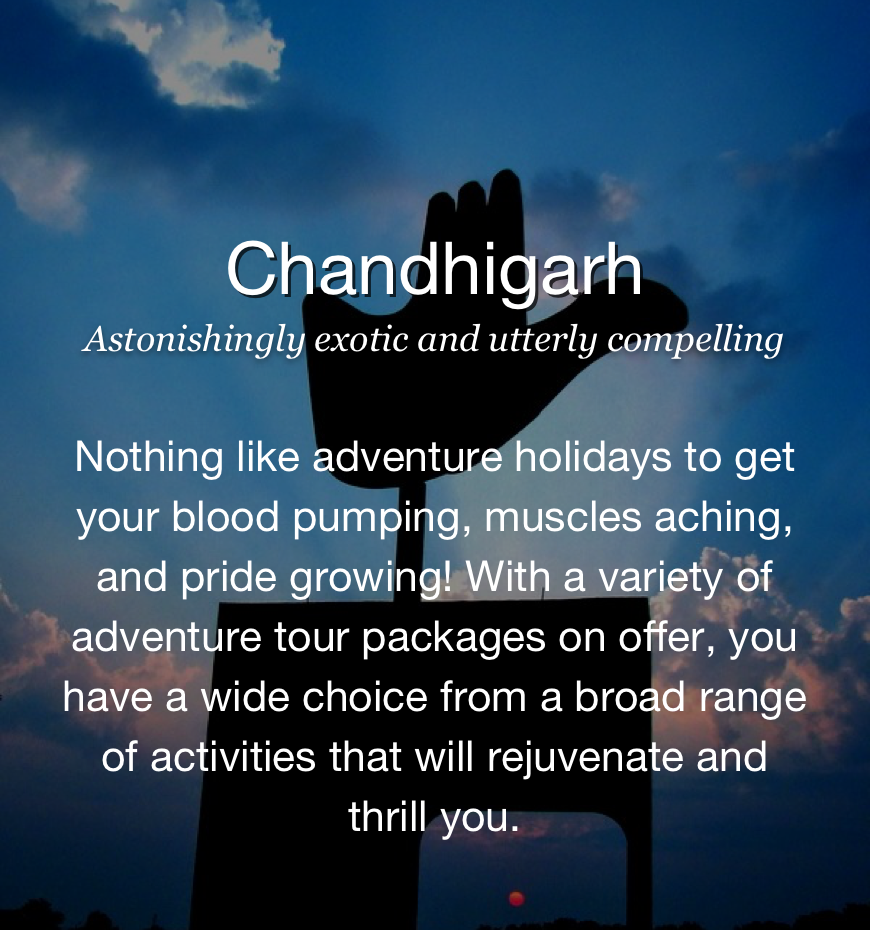 Chandhigarh
Astonishingly exotic and utterly compelling
Nothing like adventure holidays to get
your blood pumping, muscles aching,
and pride growing! With a variety of
adventure tour packages on offer, you
have a wide choice from a broad range
of activities that will rejuvenate and
thrill you.